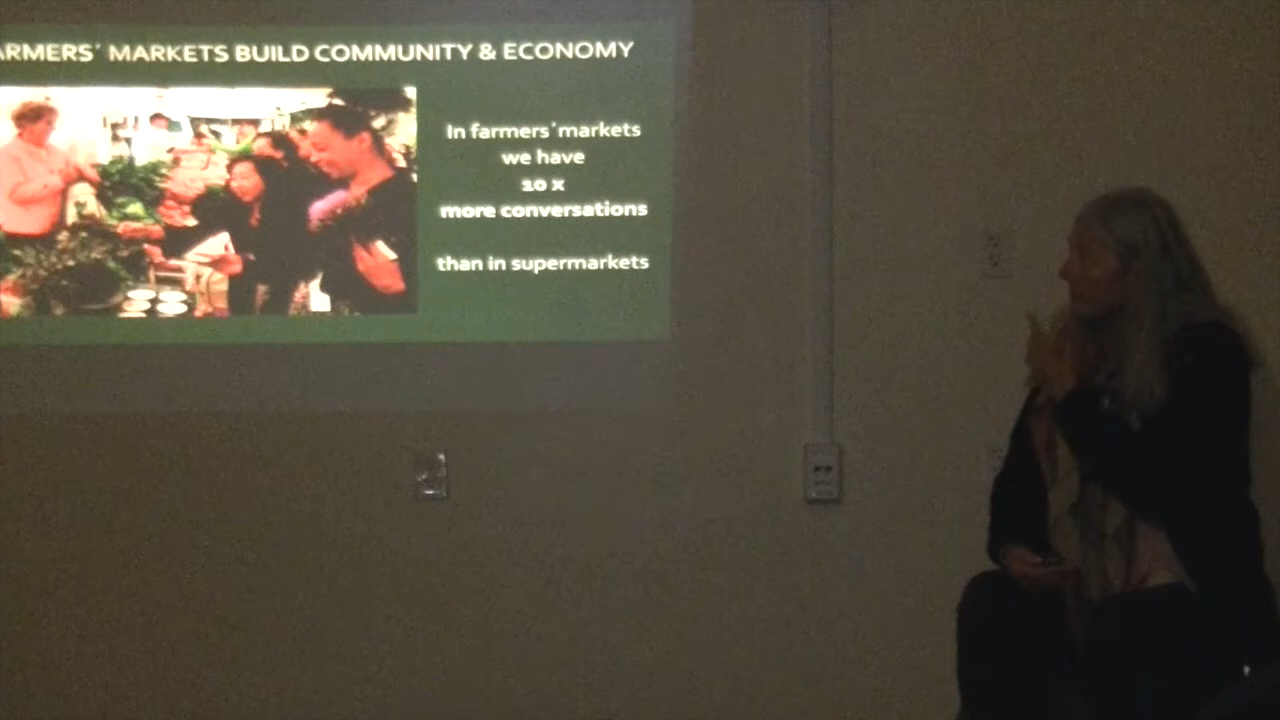 ARMERS' MARKETS BUILD COMMUNITY & ECONOMY
In farmers' markets
we have
10 x
more conversations
than in supermarkets